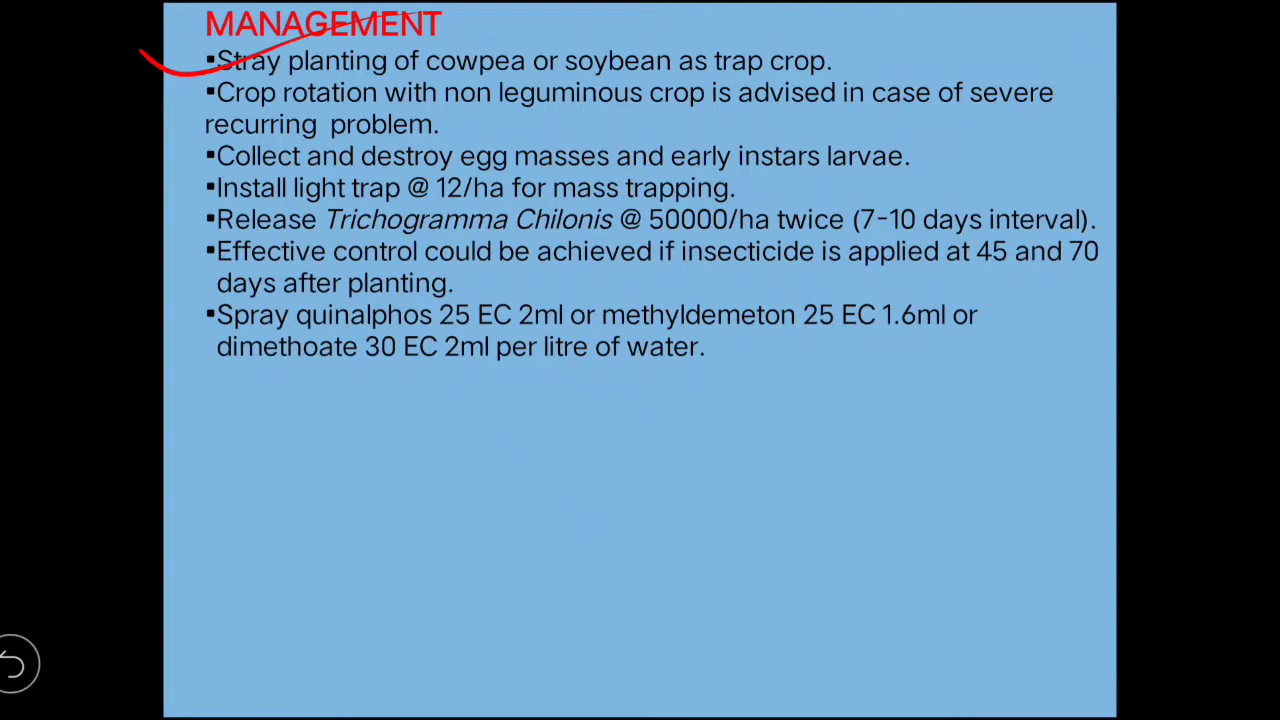 MANAGEMENT
▪Stray planting of cowpea or soybean as trap crop.
▪Crop rotation with non leguminous crop is advised in case of severe
recurring problem.
▪Collect and destroy egg masses and early instars larvae.
▪Install light trap @ 12/ha for mass trapping.
▪Release Trichogramma Chilonis @ 50000/ha twice (7-10 days interval).
▪Effective control could be achieved if insecticide is applied at 45 and 70
days after planting.
▪Spray quinalphos 25 EC 2ml or methyldemeton 25 EC 1.6ml or
dimethoate 30 EC 2ml per litre of water.